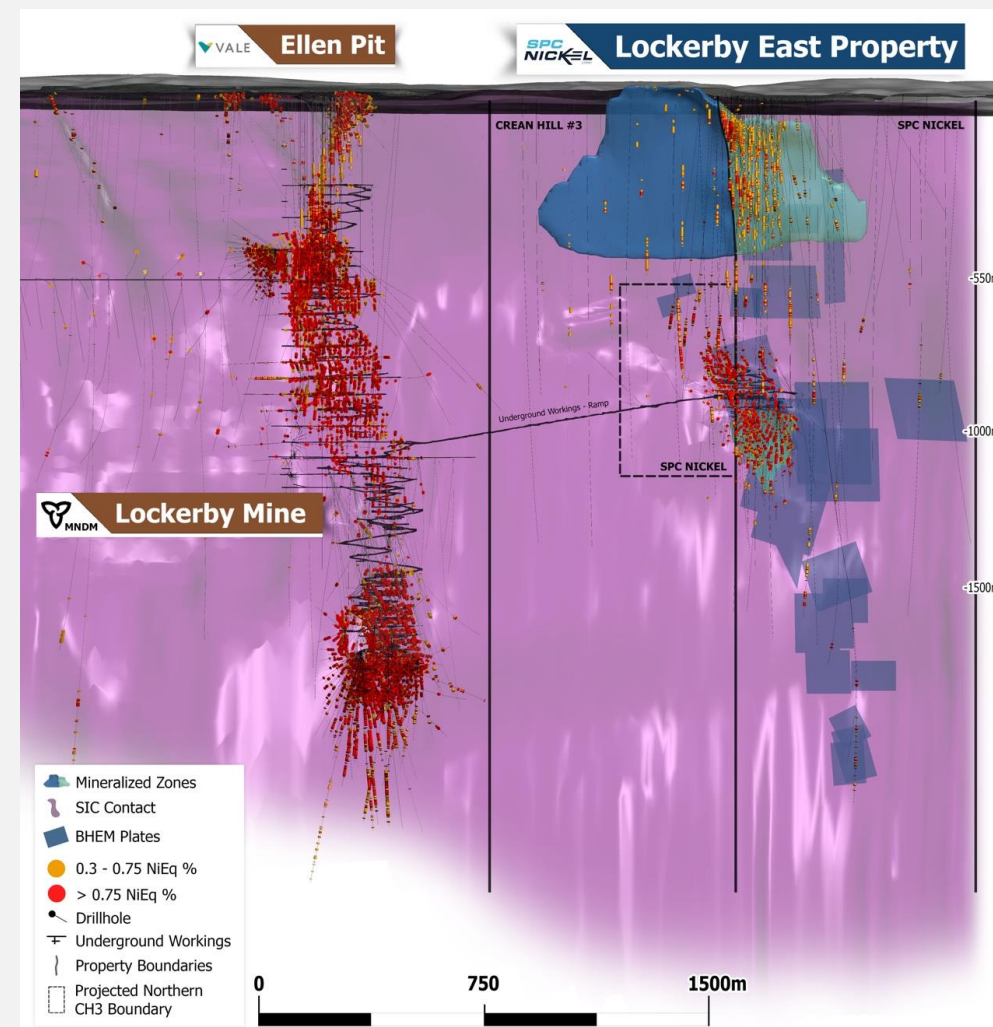 VALE
Ellen Pit
SPC
NICKEL
Lockerby East Property
CREAN HILL #3
SPC NICKEL
-550m
Underground Workings - Ramp
-1000m
SPC NICKEL
MNDM
Lockerby Mine
-1500m
Mineralized Zones
SIC Contact
BHEM Plates
0.3 - 0.75 NiEq %
> 0.75 NiEq %
Drillhole
Underground Workings
Property Boundaries
Projected Northern
CH3 Boundary
0 750 1500m